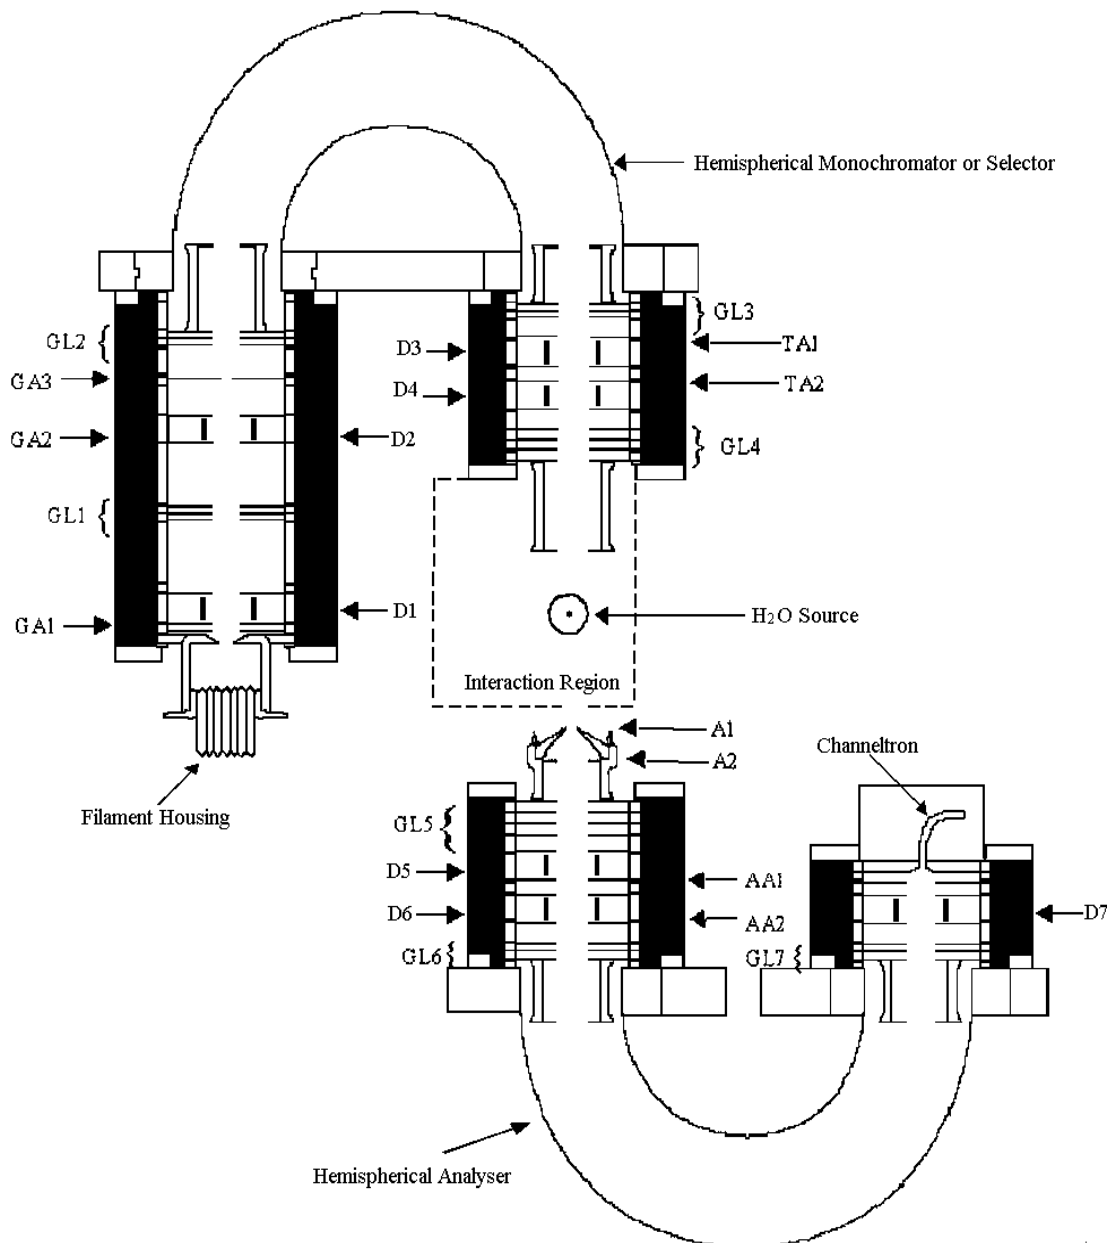 Hemispherical Monochromator or Selector
GL2
GA3
GA2
GL1
GA1
D2
D1
D3
D4
GL3
TA1
TA2
GL4
H2O Source
Interaction Region
Filament Housing
A1
A2
Channeltron
GL5
D5
D6
GL6
AA1
AA2
GL7
D7
Hemispherical Analyser